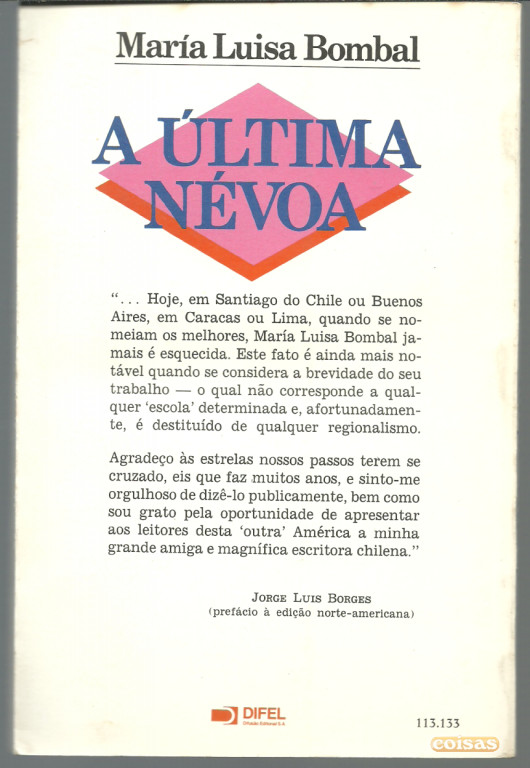 María Luisa Bombal
A ÚLTIMA
NÉVOA
“... Hoje, em Santiago do Chile ou Buenos
Aires, em Caracas ou Lima, quando se no-
meiam os melhores, María Luisa Bombal ja-
mais é esquecida. Este fato é ainda mais no-
tável quando se considera a brevidade do seu
trabalho — o qual não corresponde a qual-
quer ‘escola’ determinada e, afortunadamen-
te, é destituído de qualquer regionalismo.
Agradeço às estrelas nossos passos terem se
cruzado, eis que faz muitos anos, e sinto-me
orgulhoso de dizê-lo publicamente, bem como
sou grato pela oportunidade de apresentar
aos leitores desta ‘outra’ América a minha
grande amiga e magnífica escritora chilena.”
JORGE LUIS BORGES
(prefácio à edição norte-americana)
DIFEL
Difusão Editorial S.A.
113.133
coisas